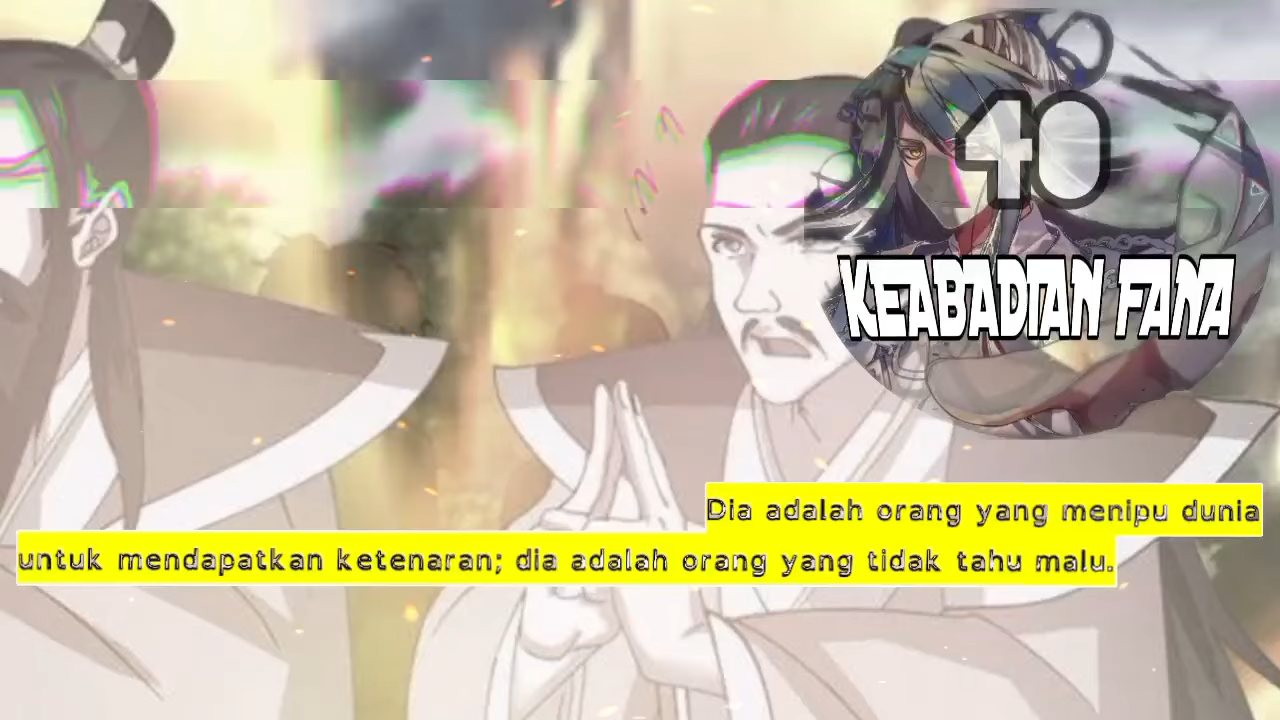 40
KEABADIAN FANA
Dia adalah orang yang menipu dunia
untuk mendapatkan ketenaran; dia adalah orang yang tidak tahu malu.